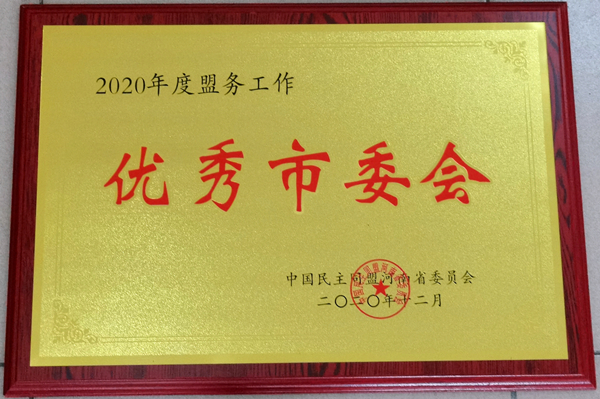 2020年度盟务工作
优秀市委会
中国民主同盟河南省委员会
二〇二〇年十二月